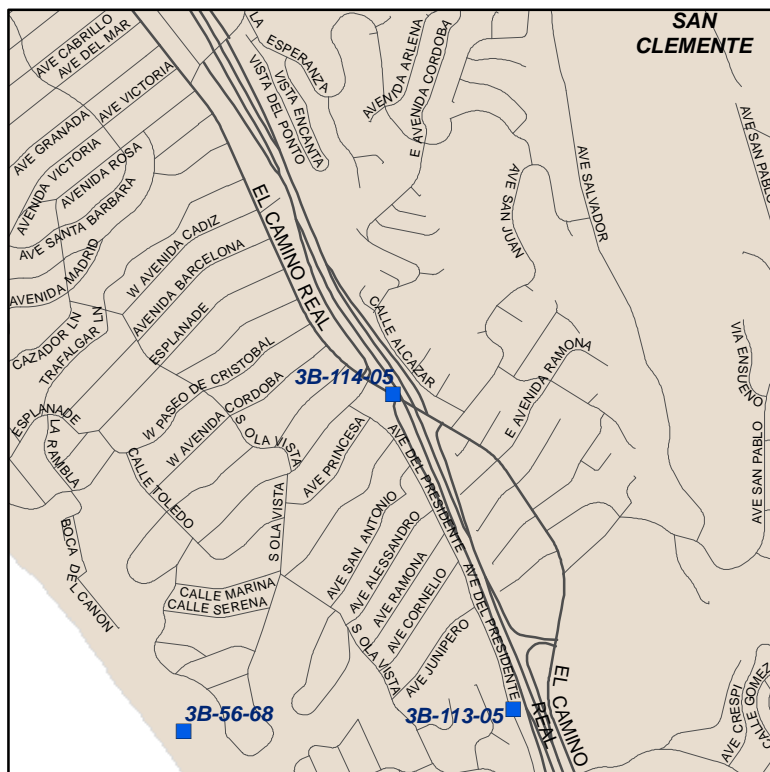 SAN
CLEMENTE
LA ESPERANZA
AVE CABRILLO
AVE DEL MAR
AVENIDA ARLENA
E AVENIDA CORDOBA
VISTA ENCANTA
VISTA DEL PONTO
AVE VICTORIA
AVE GRANADA
AVE SAN PABLO
AVENIDA VICTORIA
AVENIDA ROSA
AVE SALVADOR
AVE SAN JUAN
AVE SANTA BARBARA
EL CAMINO REAL
AVENIDA MADRID
W AVENIDA CADIZ
AVENIDA BARCELONA
ESPLANADE
CAZADOR LN
TRAFALGAR LN
CALLE ALCAZAR
VIA ENSUENO
E AVENIDA RAMONA
W PASEO DE CRISTOBAL
3B-114-05
W AVENIDA CORDOBA
ESPLANADE
LA RAMBLA
S OLA VISTA
AVE PRINCESA
CALLE TOLEDO
AVE DEL PRESIDENTE
AVE SAN PABLO
S OLA VISTA
AVE SAN ANTONIO
AVE ALESSANDRO
BOCA DEL CANON
AVE RAMONA
AVE CORNELIO
CALLE MARINA
CALLE SERENA
AVE DEL PRESIDENTE
S OLA VISTA
AVE JUNIPERO
EL CAMINO
REAL
3B-56-68
3B-113-05
AVE CRESPI
CALLE GOMEZ